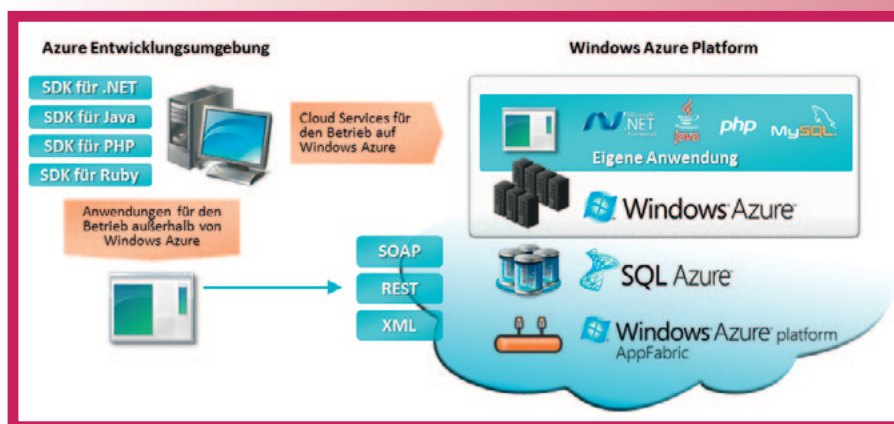 Azure Entwicklungsumgebung
SDK für .NET
SDK für Java
SDK für PHP
SDK für Ruby
Cloud Services für
den Betrieb auf
Windows Azure
Anwendungen für den
Betrieb außerhalb von
Windows Azure
SOAP
REST
XML
Windows Azure Platform
Microsoft
.NET
Framework
Java
php
MySQL
Eigene Anwendung
Windows Azure
SQL Azure
Windows Azure platform
AppFabric